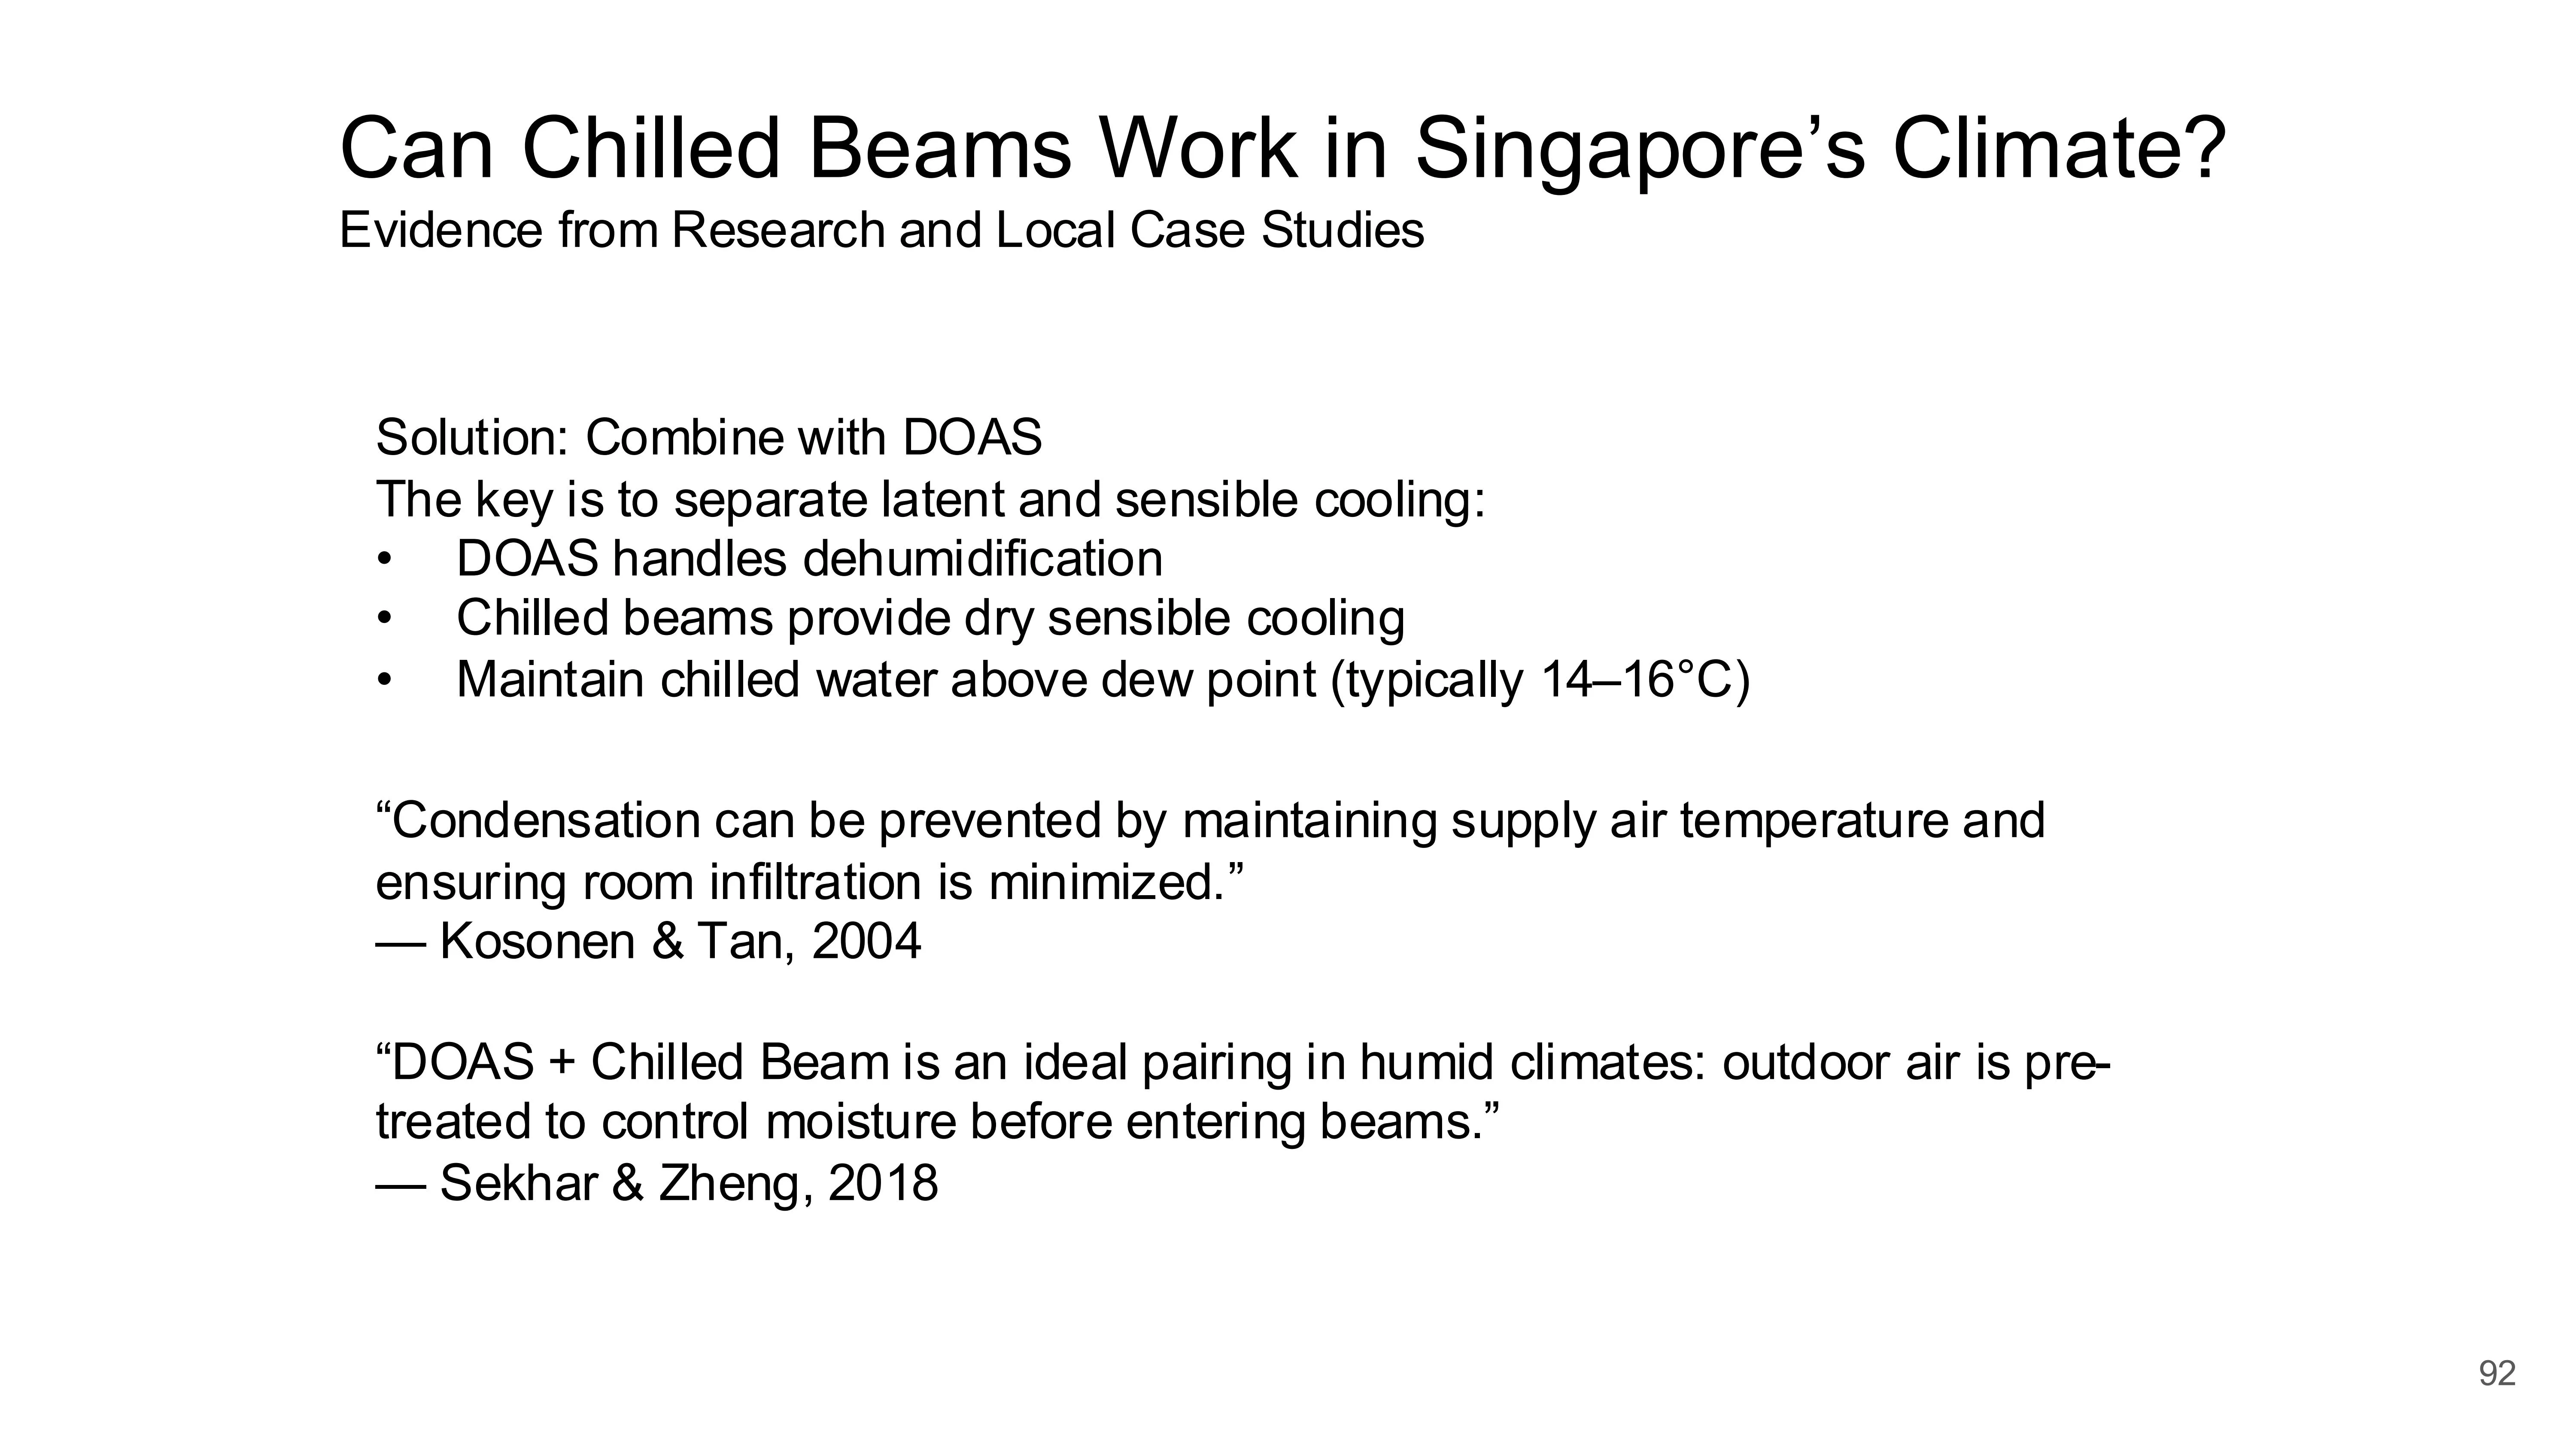 Can Chilled Beams Work in Singapore’s Climate?
Evidence from Research and Local Case Studies
Solution: Combine with DOAS
The key is to separate latent and sensible cooling:
• DOAS handles dehumidification
• Chilled beams provide dry sensible cooling
• Maintain chilled water above dew point (typically 14–16°C)
“Condensation can be prevented by maintaining supply air temperature and
ensuring room infiltration is minimized.”
— Kosonen & Tan, 2004
“DOAS + Chilled Beam is an ideal pairing in humid climates: outdoor air is pre-
treated to control moisture before entering beams.”
— Sekhar & Zheng, 2018
92